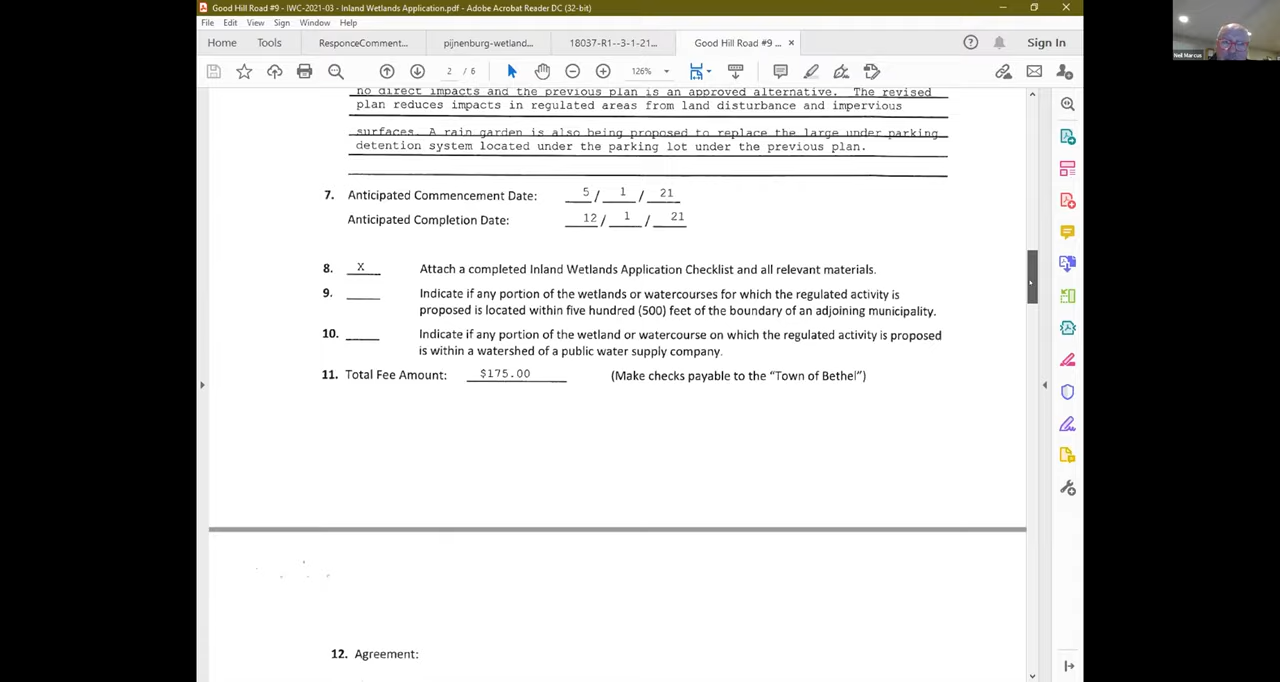 Good Hill Road #9 - IWC-2021-03 - Inland Wetlands Application.pdf - Adobe Acrobat Reader DC (32-bit)
File Edit View Sign Window Help
Home Tools ResponceComment... pijnenburg-wetland... 18037-R1--3-1-21... Good Hill Road #9 ... × Sign In
2 / 6 126%
Neil Marcus
no direct impacts and the previous plan is an approved alternative. The revised
plan reduces impacts in regulated areas from land disturbance and impervious
surfaces. A rain garden is also being proposed to replace the large under parking
detention system located under the parking lot under the previous plan.
7. Anticipated Commencement Date: 5 / 1 / 21
Anticipated Completion Date: 12 / 1 / 21
8. X Attach a completed Inland Wetlands Application Checklist and all relevant materials.
9. ____ Indicate if any portion of the wetlands or watercourses for which the regulated activity is
proposed is located within five hundred (500) feet of the boundary of an adjoining municipality.
10. ____ Indicate if any portion of the wetland or watercourse on which the regulated activity is proposed
is within a watershed of a public water supply company.
11. Total Fee Amount: $175.00 (Make checks payable to the “Town of Bethel”)
12. Agreement: